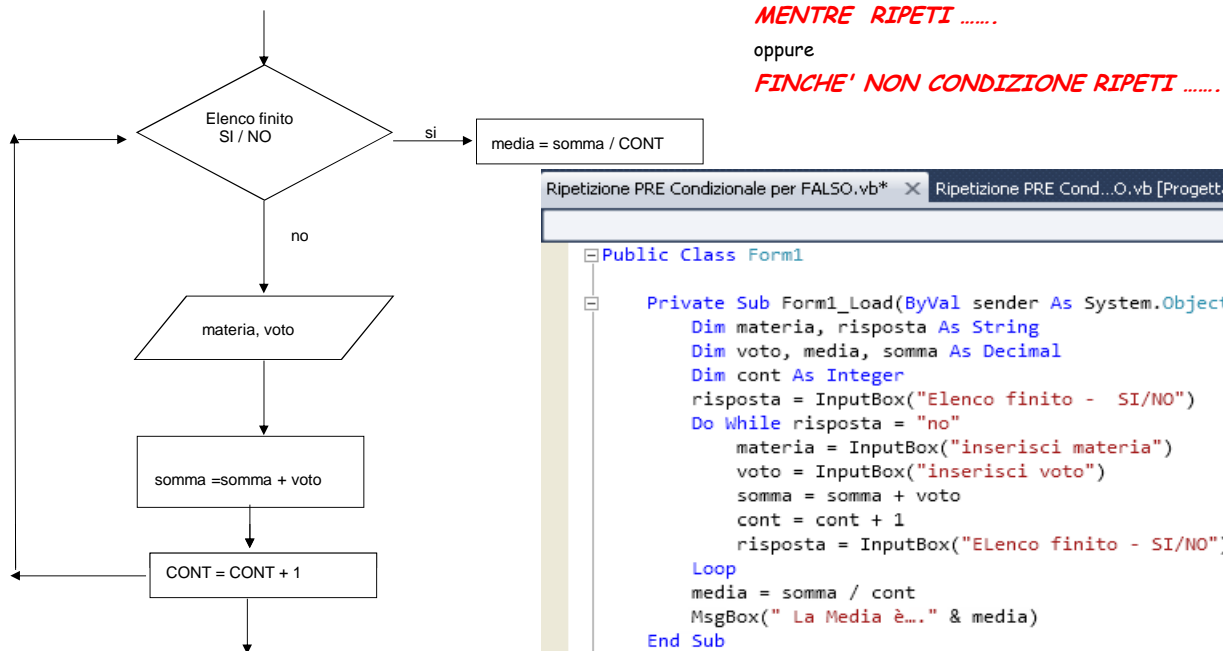 MENTRE RIPETI .......
oppure
FINCHE' NON CONDIZIONE RIPETI .......
Elenco finito
SI / NO
si
media = somma / CONT
no
materia, voto
somma =somma + voto
CONT = CONT + 1
Ripetizione PRE Condizionale per FALSO.vb* Ripetizione PRE Cond...O.vb [Progetta
Public Class Form1
Private Sub Form1_Load(ByVal sender As System.Object
Dim materia, risposta As String
Dim voto, media, somma As Decimal
Dim cont As Integer
risposta = InputBox("Elenco finito -  SI/NO")
Do While risposta = "no"
materia = InputBox("inserisci materia")
voto = InputBox("inserisci voto")
somma = somma + voto
cont = cont + 1
risposta = InputBox("ELenco finito - SI/NO")
Loop
media = somma / cont
MsgBox(" La Media è…." & media)
End Sub